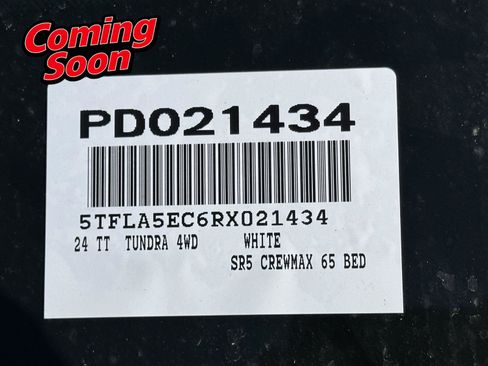 Coming
Soon
PD021434
5TFLA5EC6RX021434
24 TT TUNDRA 4WD WHITE
SR5 CREWMAX 65 BED